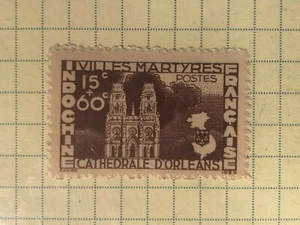 VILLES MARTYRES
INDOCHINE
15c
+
60c
POSTES
FRANÇAISE
CATHEDRALE D'ORLEANS